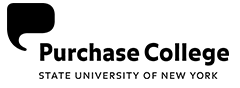 Purchase College
STATE UNIVERSITY OF NEW YORK